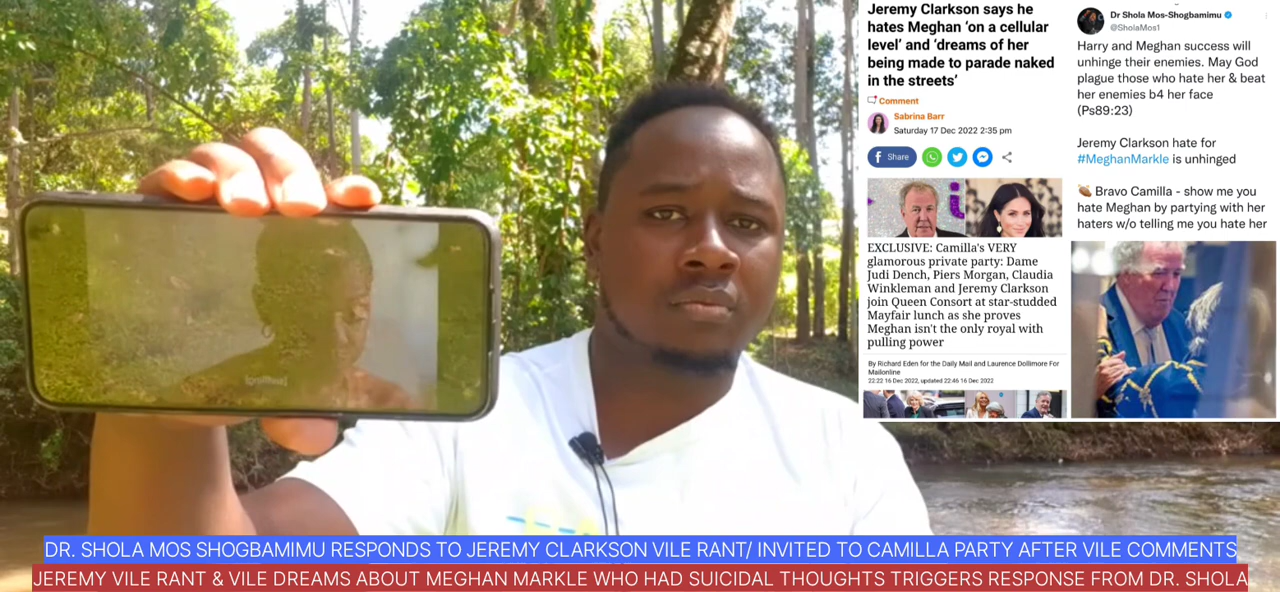 Jeremy Clarkson says he
hates Meghan ‘on a cellular
level’ and ‘dreams of her
being made to parade naked
in the streets’
Comment
Sabrina Barr
Saturday 17 Dec 2022 2:35 pm
f Share
EXCLUSIVE: Camilla's VERY
glamorous private party: Dame
Judi Dench, Piers Morgan, Claudia
Winkleman and Jeremy Clarkson
join Queen Consort at star-studded
Mayfair lunch as she proves
Meghan isn't the only royal with
pulling power
By Richard Eden for the Daily Mail and Laurence Dollimore For
Mailonline
22:22 16 Dec 2022, updated 22:46 16 Dec 2022
Dr Shola Mos-Shogbamimu
@SholaMos1
Harry and Meghan success will
unhinge their enemies. May God
plague those who hate her & beat
her enemies b4 her face
(Ps89:23)
Jeremy Clarkson hate for
#MeghanMarkle is unhinged
👏🏾 Bravo Camilla - show me you
hate Meghan by partying with her
haters w/o telling me you hate her
DR. SHOLA MOS SHOGBAMIMU RESPONDS TO JEREMY CLARKSON VILE RANT/ INVITED TO CAMILLA PARTY AFTER VILE COMMENTS
JEREMY VILE RANT & VILE DREAMS ABOUT MEGHAN MARKLE WHO HAD SUICIDAL THOUGHTS TRIGGERS RESPONSE FROM DR. SHOLA